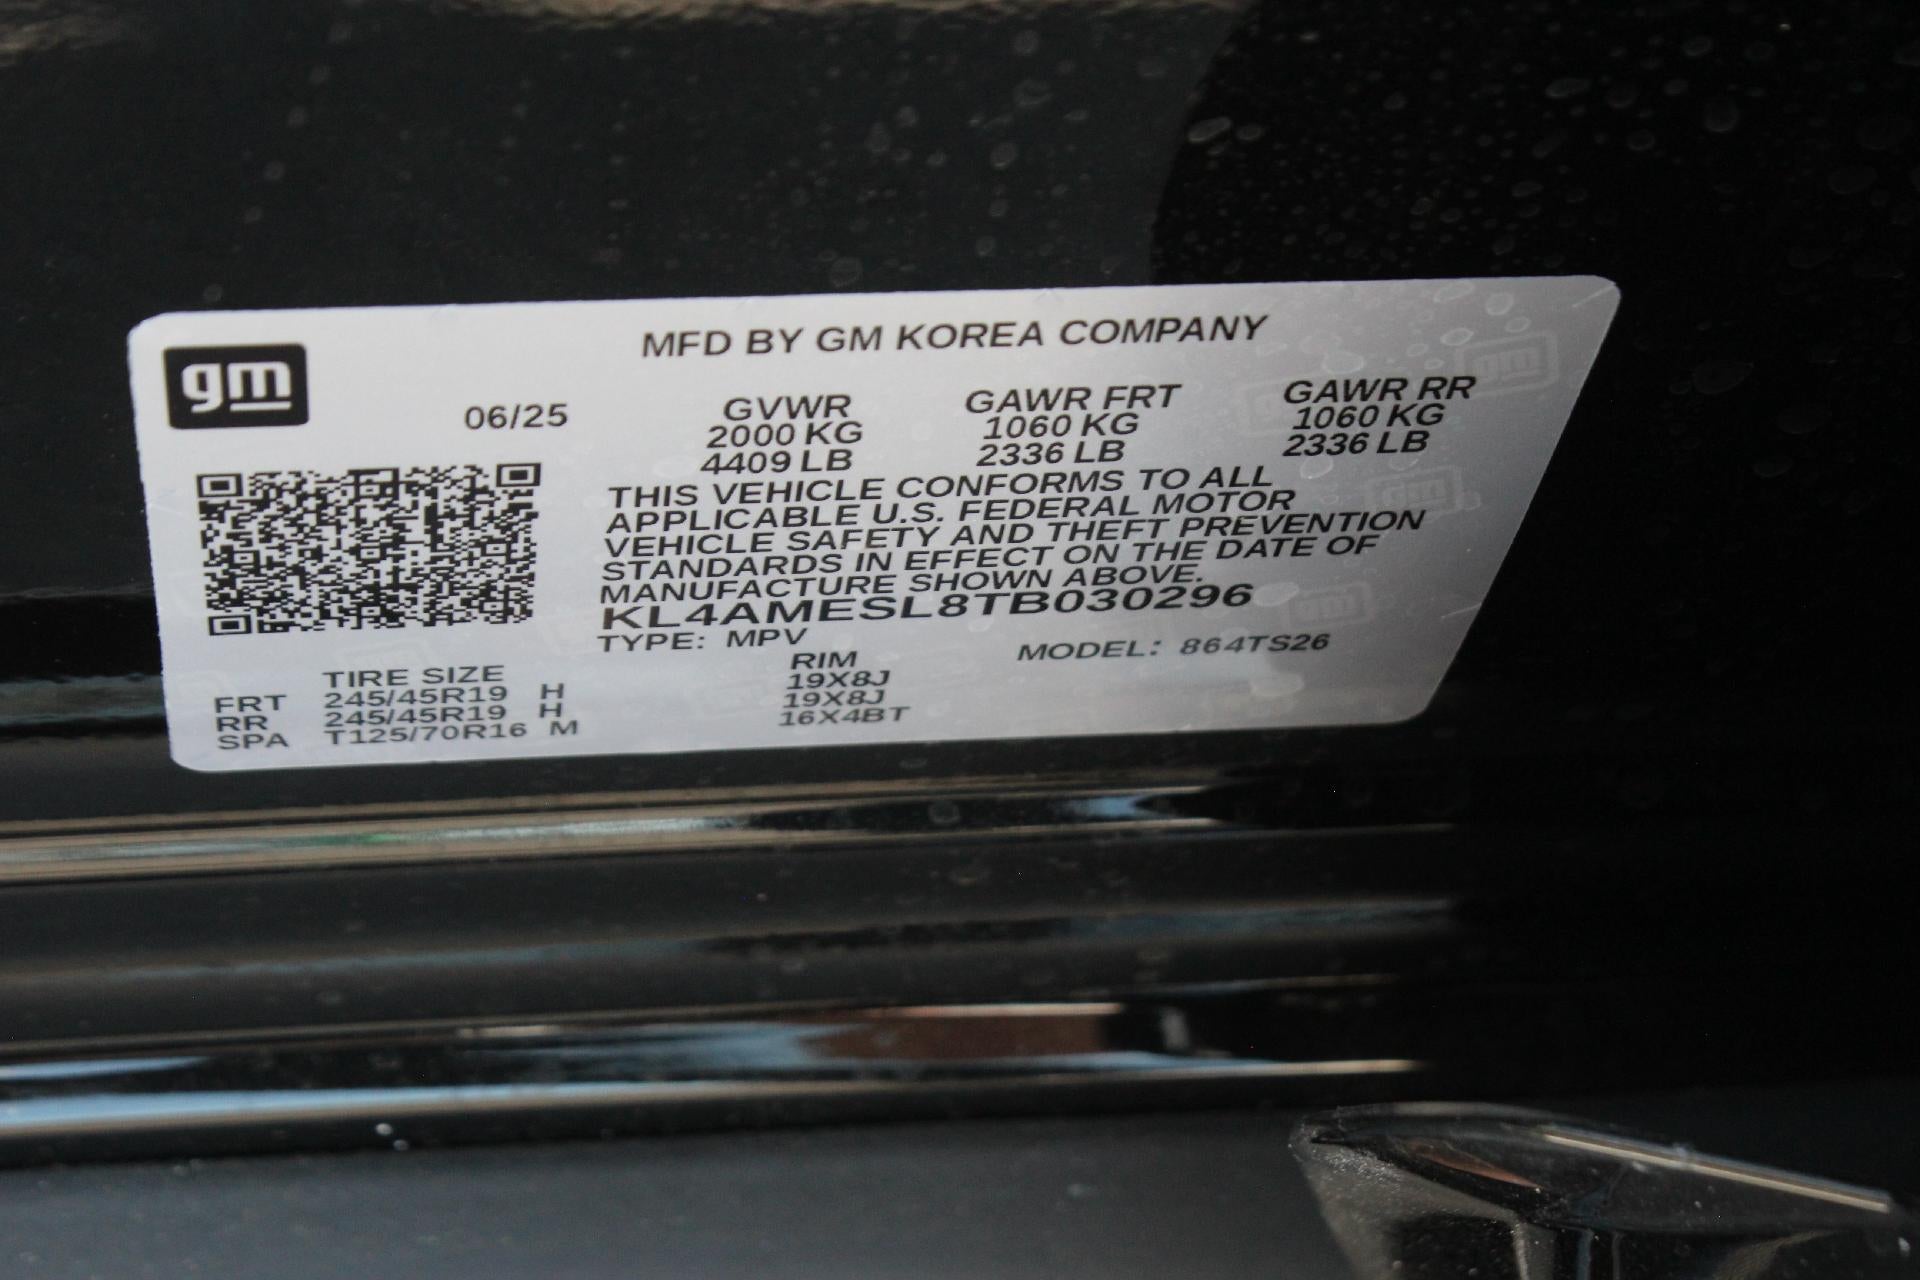 gm
MFD BY GM KOREA COMPANY
06/25
GVWR GAWR FRT GAWR RR
2000 KG 1060 KG 1060 KG
4409 LB 2336 LB 2336 LB
THIS VEHICLE CONFORMS TO ALL
APPLICABLE U.S. FEDERAL MOTOR
VEHICLE SAFETY AND THEFT PREVENTION
STANDARDS IN EFFECT ON THE DATE OF
MANUFACTURE SHOWN ABOVE.
KL4AMESL8TB030296
TYPE: MPV MODEL: 864TS26
TIRE SIZE RIM
FRT 245/45R19 H 19X8J
RR 245/45R19 H 19X8J
SPA T125/70R16 M 16X4BT